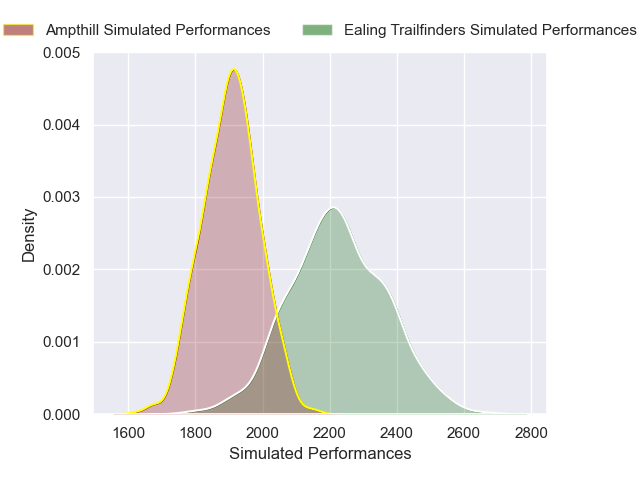 Ampthill Simulated Performances
Ealing Trailfinders Simulated Performances
0.005
0.004
0.003
0.002
0.001
0.000
Density
1600 1800 2000 2200 2400 2600 2800
Simulated Performances